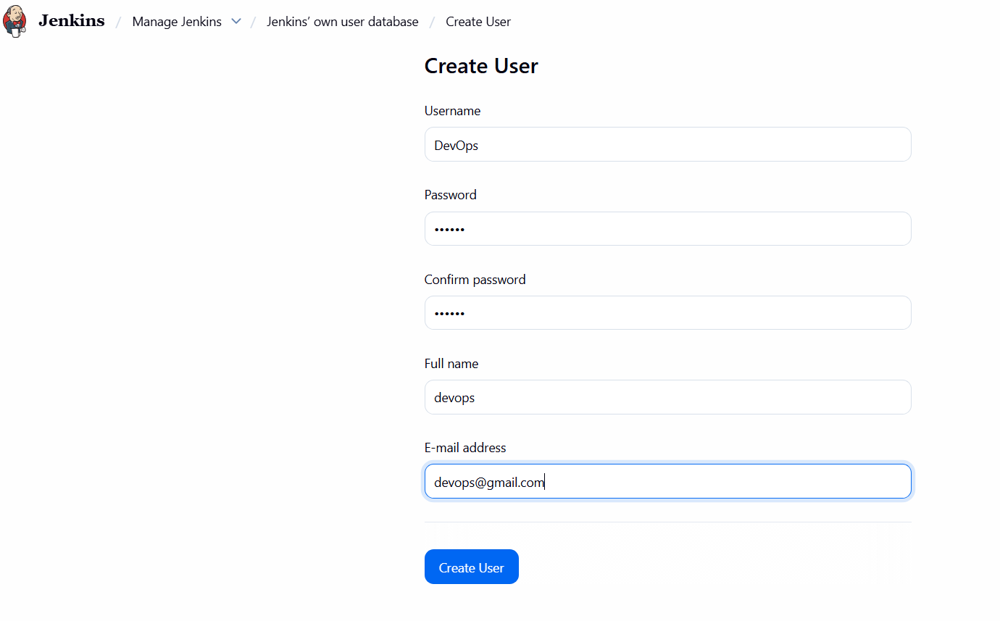 Jenkins / Manage Jenkins / Jenkins’ own user database / Create User
Create User
Username
DevOps
Password
••••••
Confirm password
••••••
Full name
devops
E-mail address
devops@gmail.com
Create User